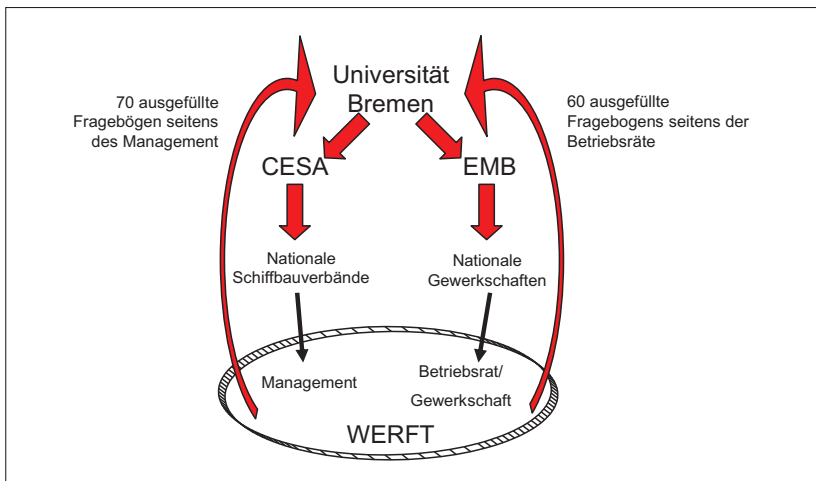 Universität
Bremen
70 ausgefüllte
Fragebögen seitens
des Management
60 ausgefüllte
Fragebogens seitens der
Betriebsräte
CESA
EMB
Nationale
Schiffbauverbände
Nationale
Gewerkschaften
Management
Betriebsrat/
Gewerkschaft
WERFT